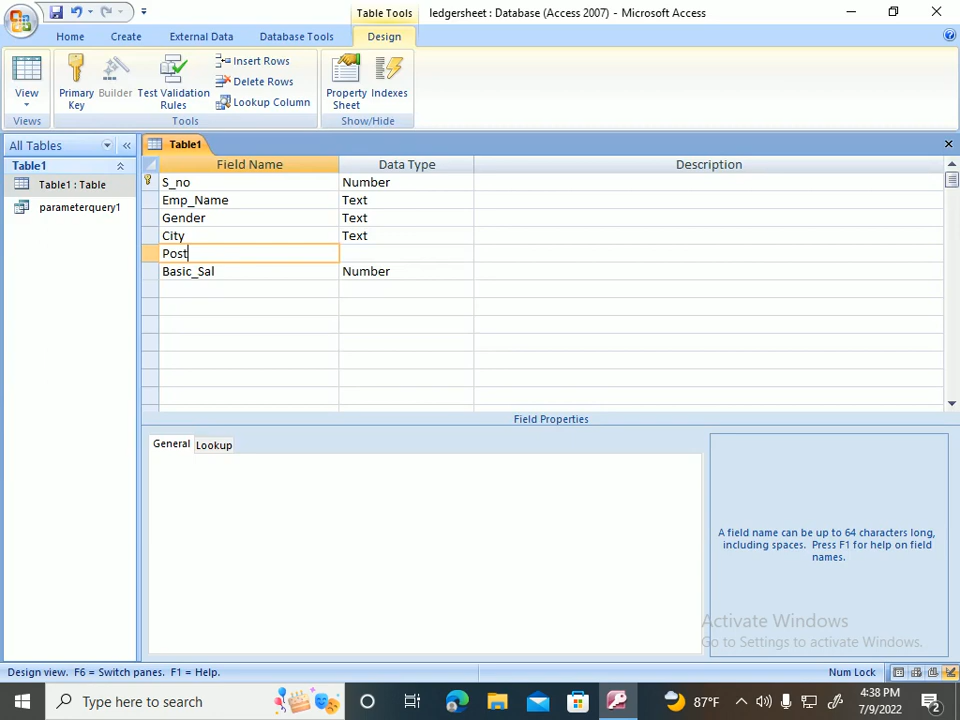 Table Tools
ledgersheet : Database (Access 2007) - Microsoft Access
Home
Create
External Data
Database Tools
Design
View
Primary Key
Builder
Test Validation Rules
Insert Rows
Delete Rows
Lookup Column
Property Sheet
Indexes
Views
Tools
Show/Hide
All Tables
Table1
Table1 : Table
parameterquery1
Table1
Field Name
Data Type
Description
S_no
Number
Emp_Name
Text
Gender
Text
City
Text
Post
Basic_Sal
Number
Field Properties
General
Lookup
A field name can be up to 64 characters long,
including spaces. Press F1 for help on field
names.
Activate Windows
Go to Settings to activate Windows.
Design view. F6 = Switch panes. F1 = Help.
Num Lock
Type here to search
87°F
4:38 PM
7/9/2022
2